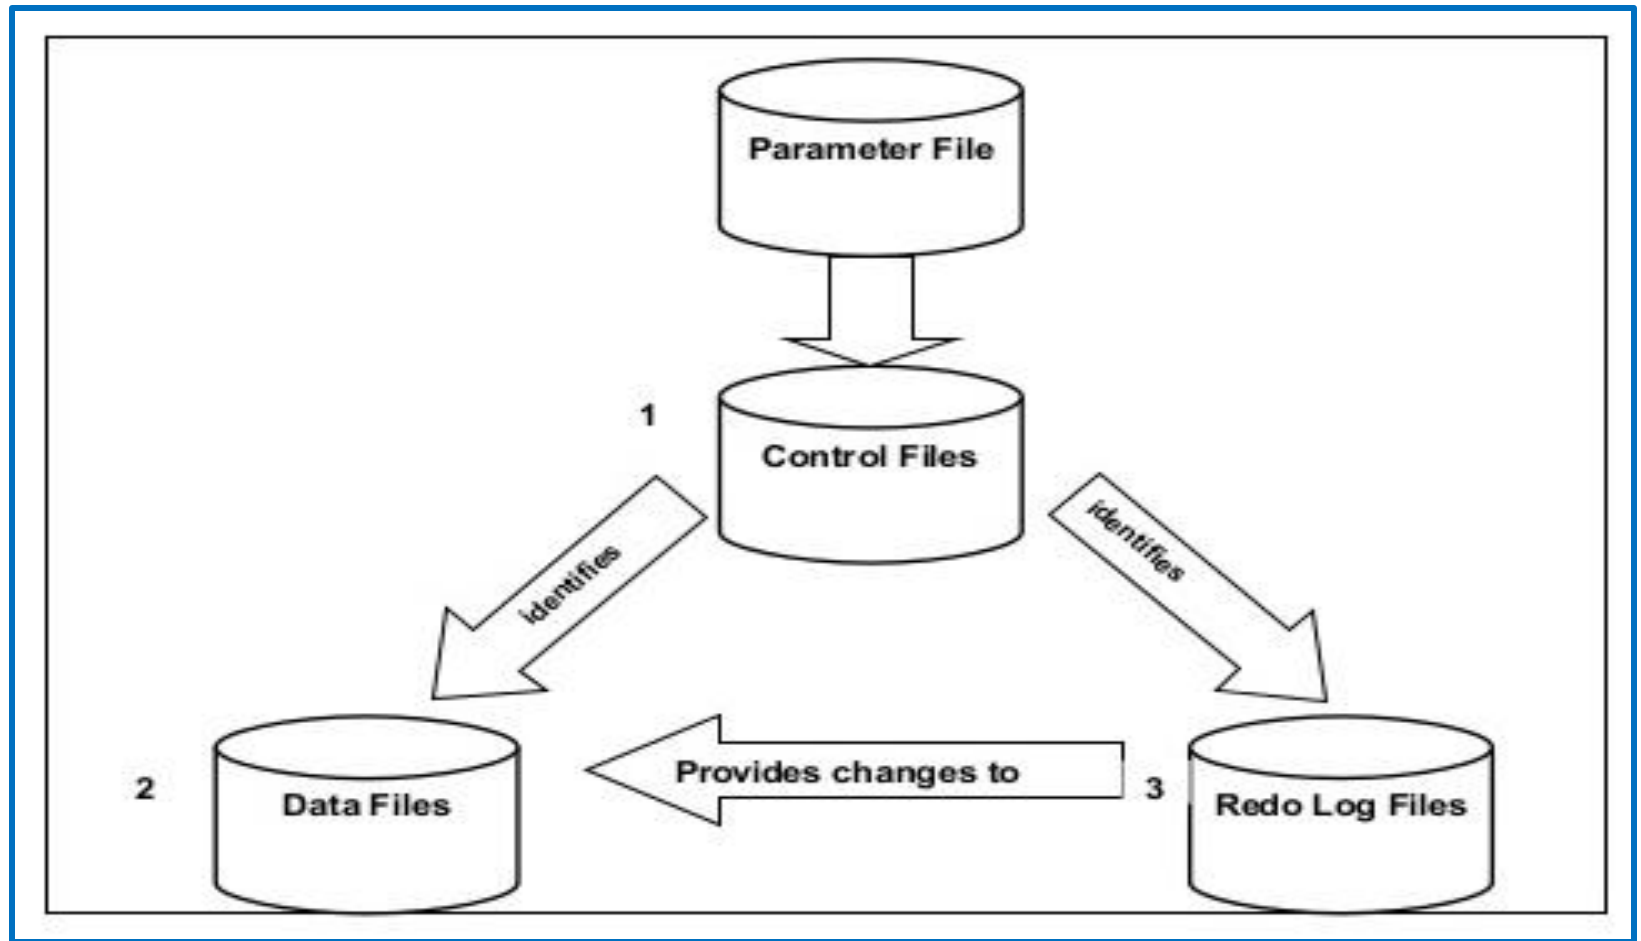 Parameter File
1
Control Files
identifies
identifies
Provides changes to
2
Data Files
3
Redo Log Files